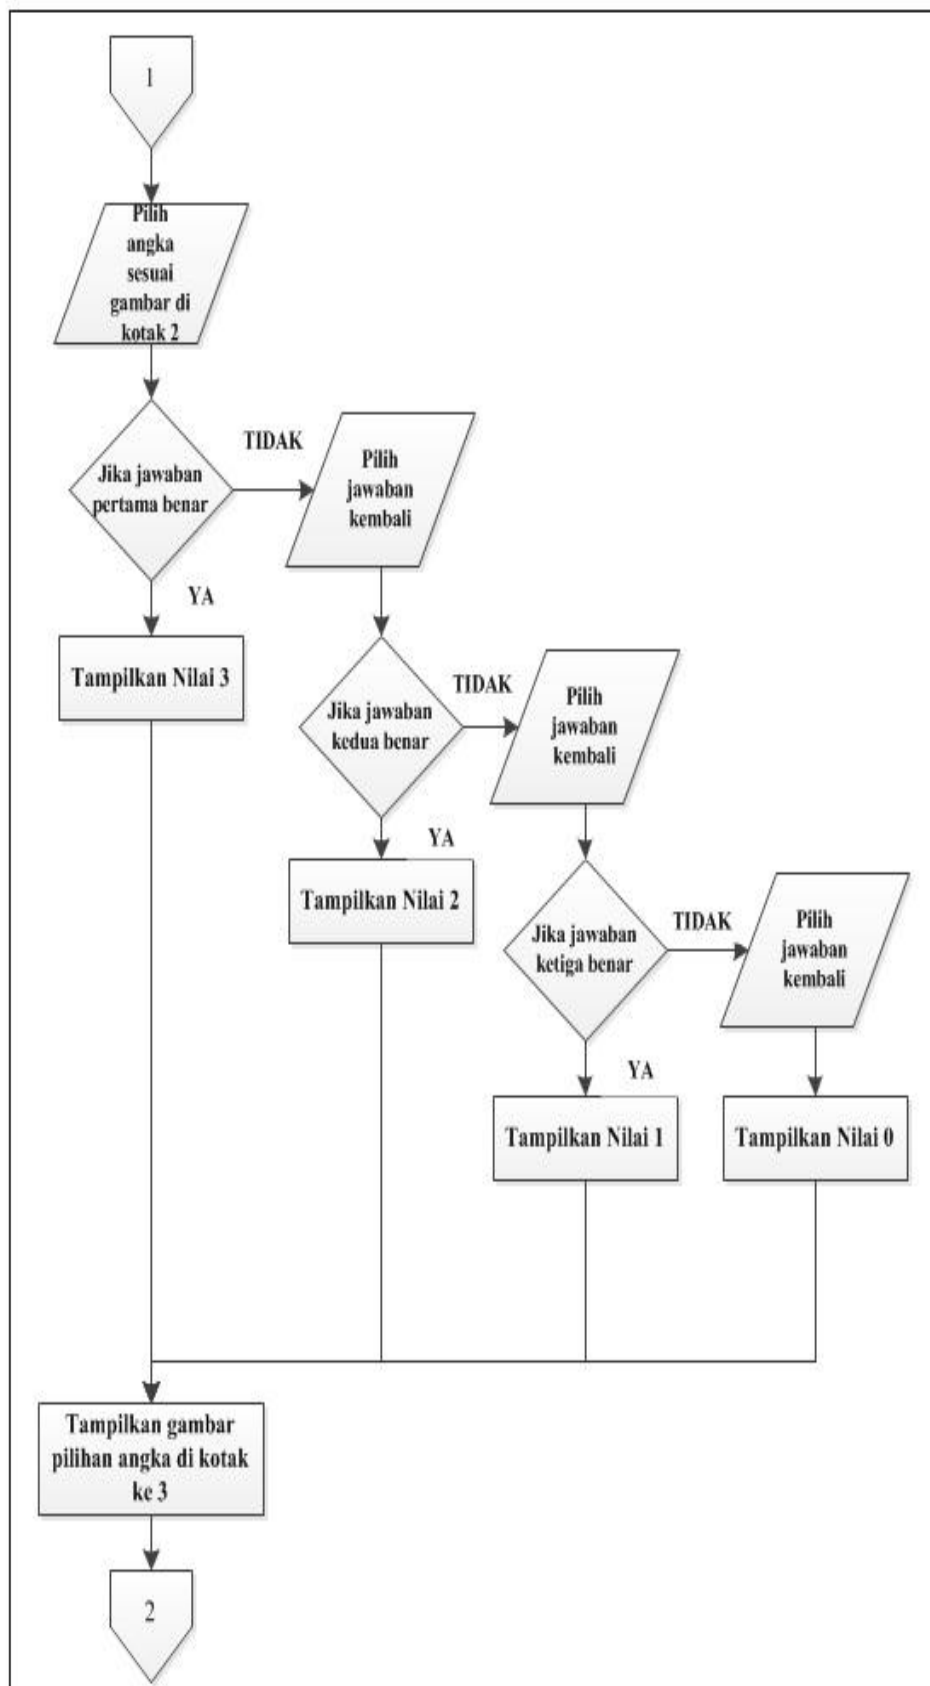 1
Pilih
angka
sesuai
gambar di
kotak 2
Jika jawaban
pertama benar
TIDAK
Pilih
jawaban
kembali
YA
Tampilkan Nilai 3
Jika jawaban
kedua benar
TIDAK
Pilih
jawaban
kembali
YA
Tampilkan Nilai 2
Jika jawaban
ketiga benar
TIDAK
Pilih
jawaban
kembali
YA
Tampilkan Nilai 1
Tampilkan Nilai 0
Tampilkan gambar
pilihan angka di kotak
ke 3
2